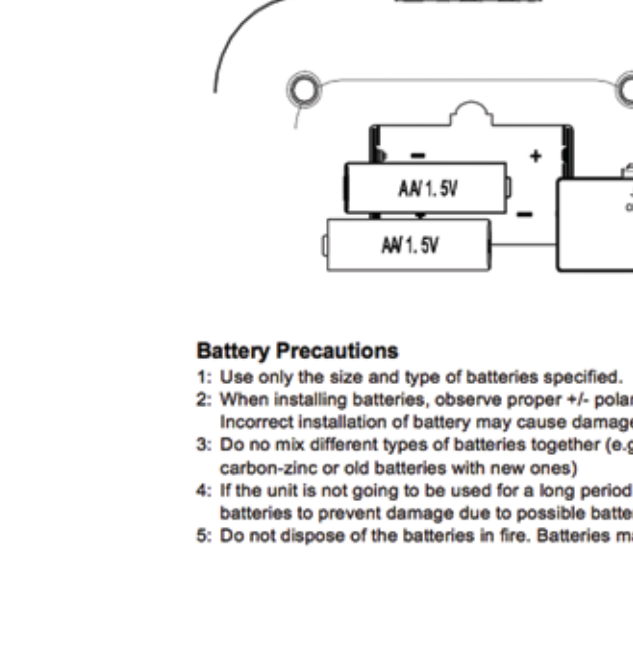 - +
AA/1.5V
-
AA/1.5V
Battery Precautions
1: Use only the size and type of batteries specified.
2: When installing batteries, observe proper +/- polar
Incorrect installation of battery may cause damage
3: Do no mix different types of batteries together (e.g
carbon-zinc or old batteries with new ones)
4: If the unit is not going to be used for a long period
batteries to prevent damage due to possible batte
5: Do not dispose of the batteries in fire. Batteries ma